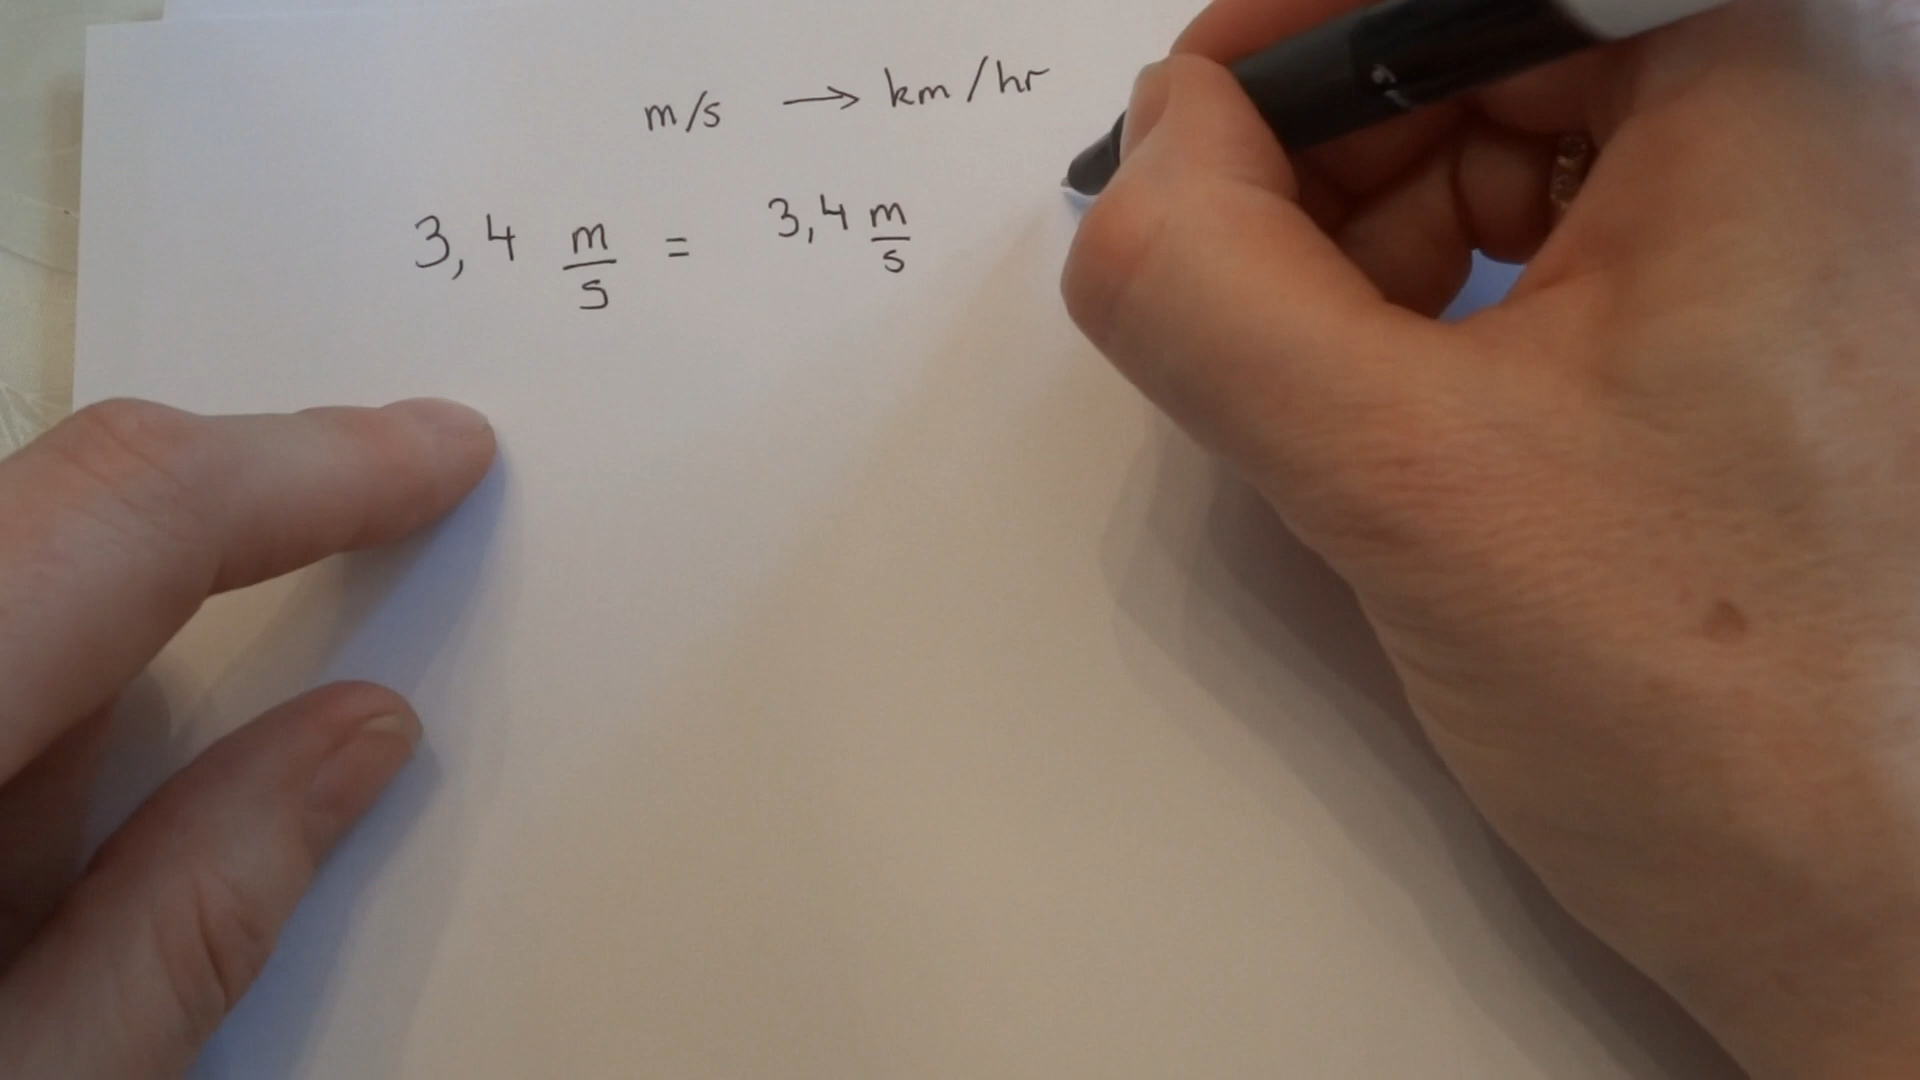 m/s → km/hr
3,4 m/s = 3,4 m/s